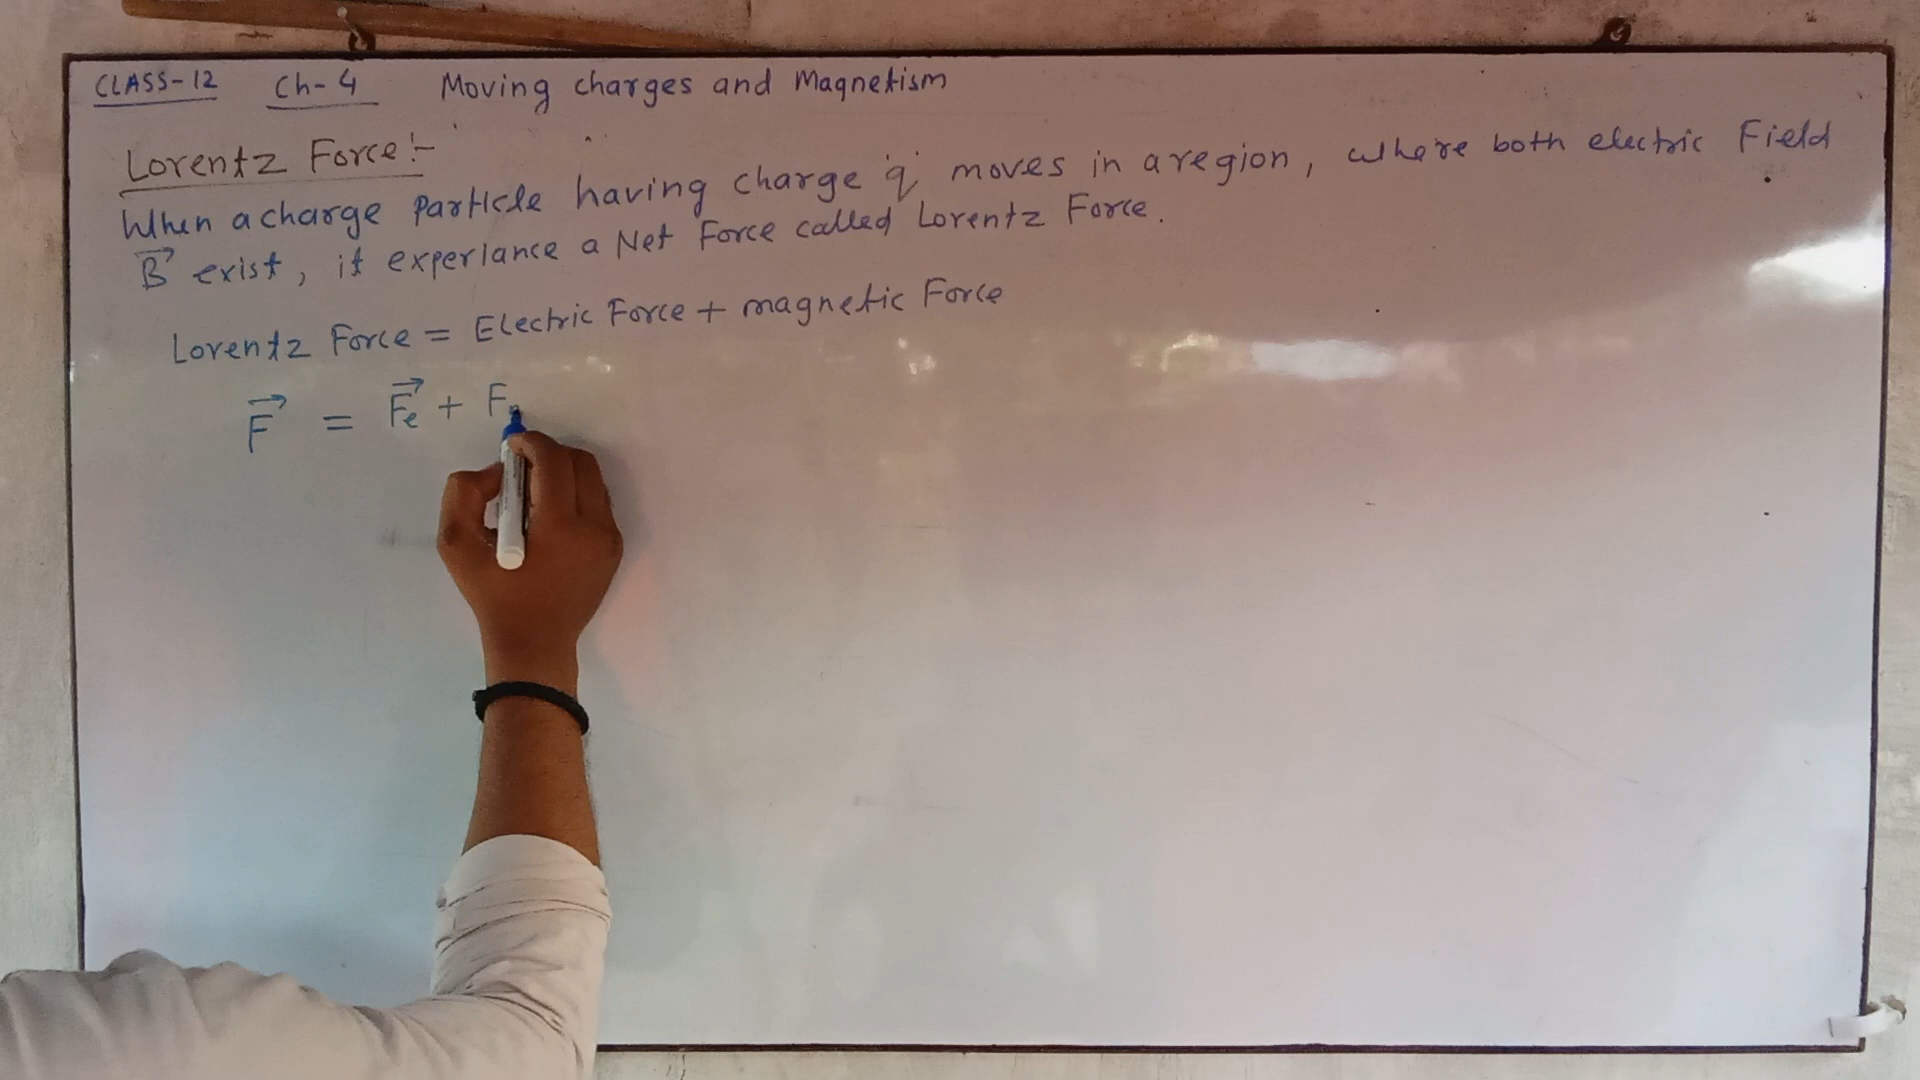 CLASS-12 Ch-4 Moving charges and Magnetism
Lorentz Force:-
When a charge particle having charge 'q' moves in a region, where both electric Field
B⃗ exist, it experiance a Net Force called Lorentz Force.
Lorentz Force = Electric Force + magnetic Force
F⃗ = F⃗e + F